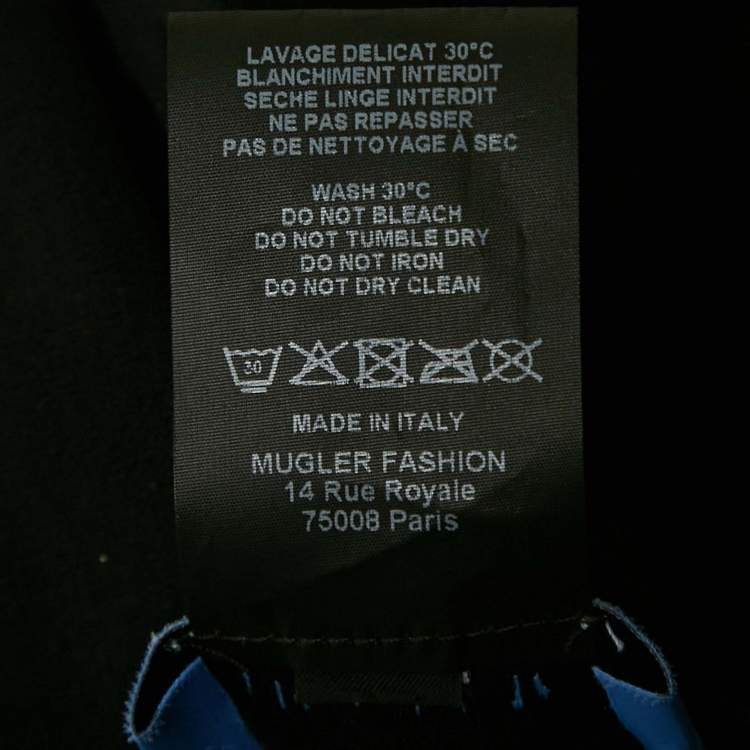 LAVAGE DELICAT 30°C
BLANCHIMENT INTERDIT
SECHE LINGE INTERDIT
NE PAS REPASSER
PAS DE NETTOYAGE À SEC
WASH 30°C
DO NOT BLEACH
DO NOT TUMBLE DRY
DO NOT IRON
DO NOT DRY CLEAN
30
MADE IN ITALY
MUGLER FASHION
14 Rue Royale
75008 Paris